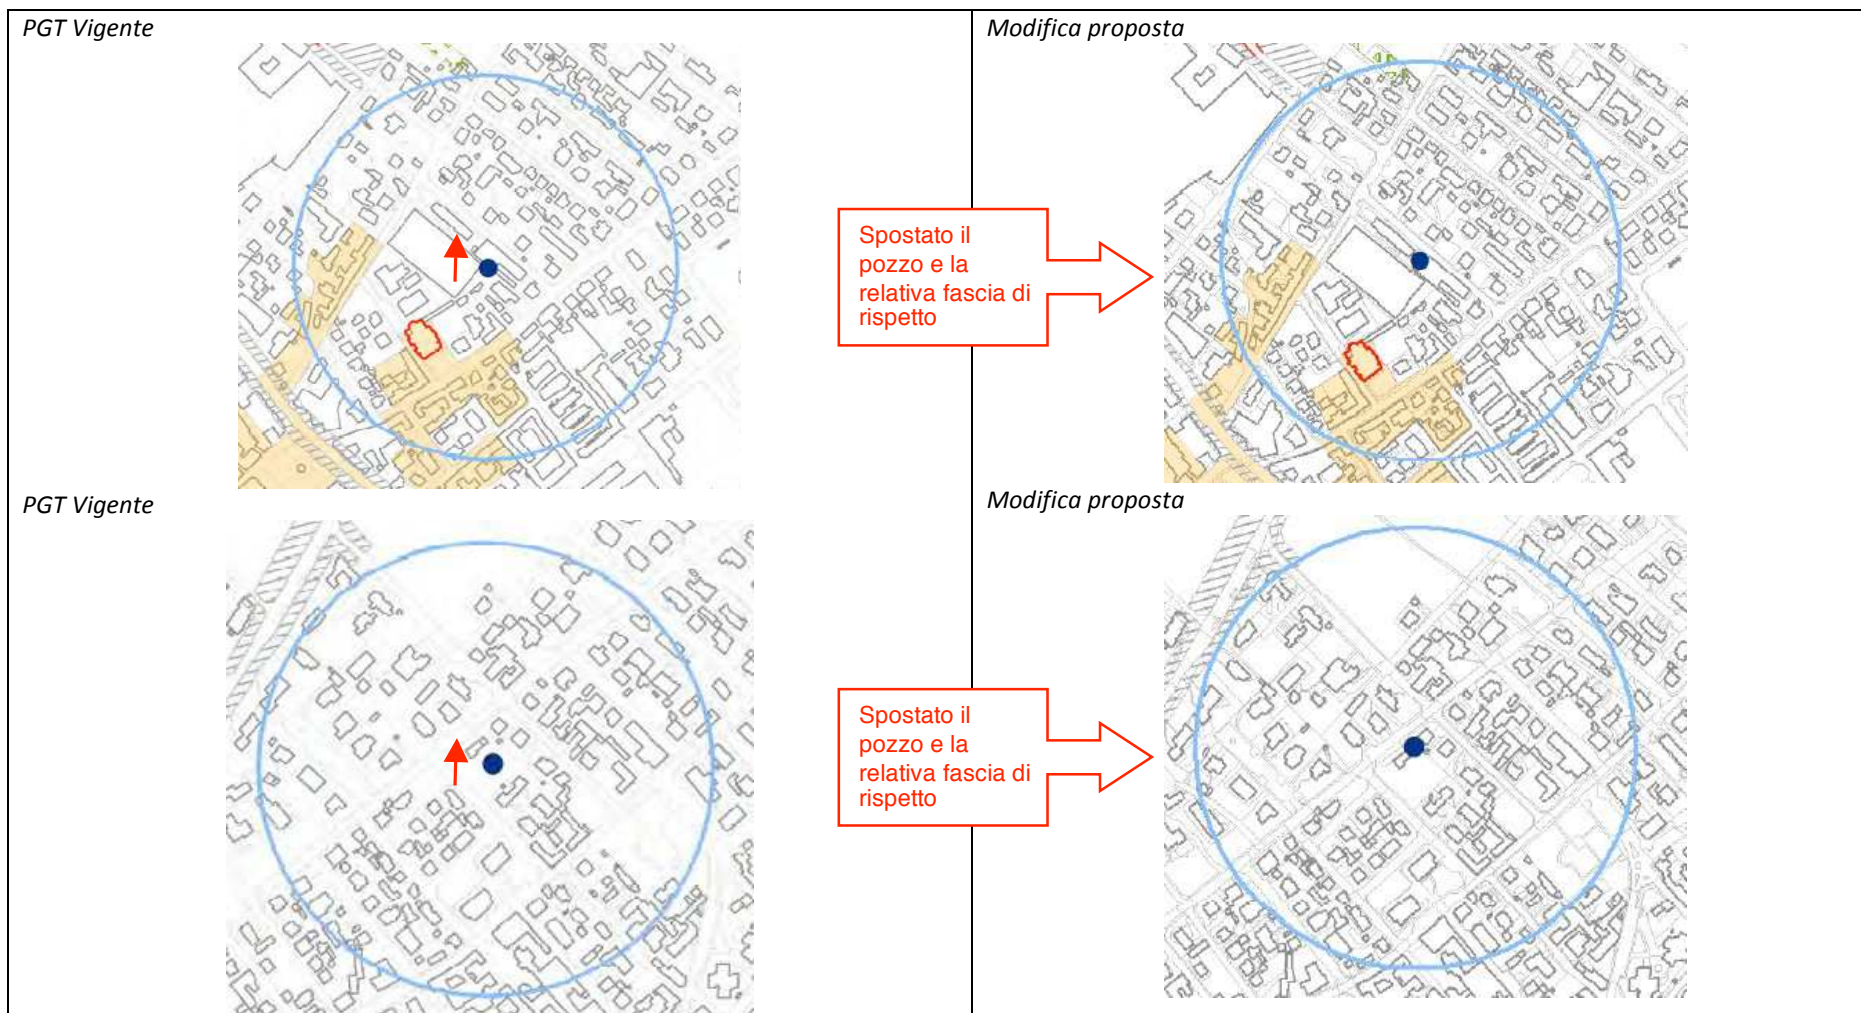 PGT Vigente
Modifica proposta
Spostato il
pozzo e la
relativa fascia di
rispetto
PGT Vigente
Modifica proposta
Spostato il
pozzo e la
relativa fascia di
rispetto